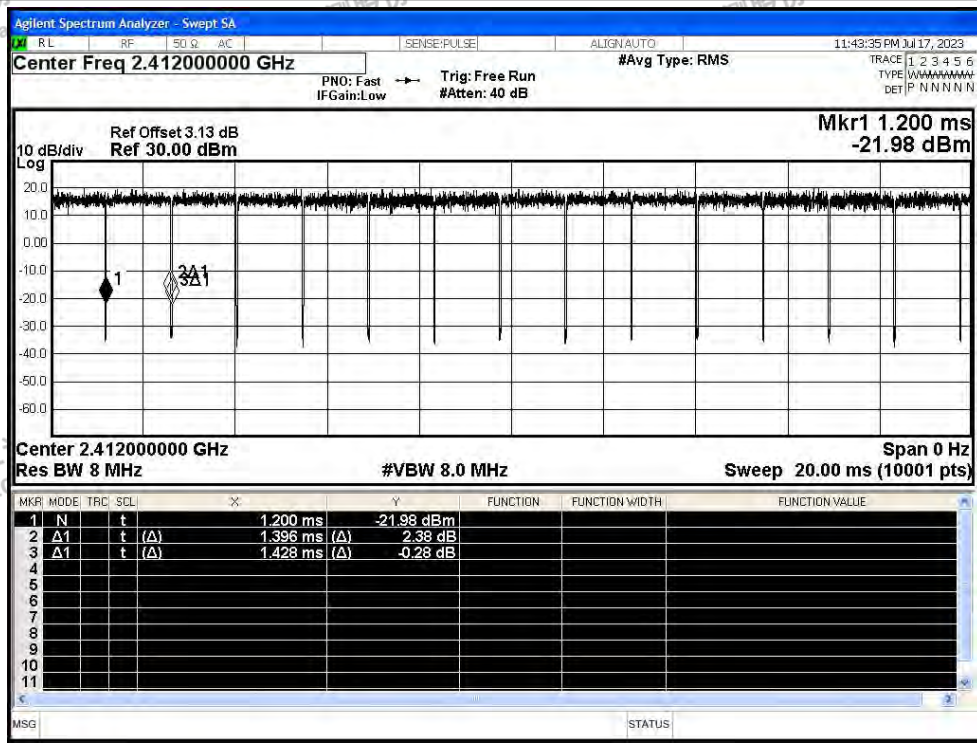 Agilent Spectrum Analyzer - Swept SA
RL RF 50 Ω AC SENSE:PULSE ALIGN AUTO 11:43:35 PM Jul 17, 2023
Center Freq 2.412000000 GHz #Avg Type: RMS TRACE 1 2 3 4 5 6
PNO: Fast Trig: Free Run TYPE WWWWWW
IFGain:Low #Atten: 40 dB DET P N N N N N
Mkr1 1.200 ms
Ref Offset 3.13 dB
10 dB/div Ref 30.00 dBm -21.98 dBm
Log
20.0
10.0
0.00
-10.0
1 2Δ1
3Δ1
-20.0
-30.0
-40.0
-50.0
-60.0
Center 2.412000000 GHz Span 0 Hz
Res BW 8 MHz #VBW 8.0 MHz Sweep 20.00 ms (10001 pts)
MKR MODE TRC SCL X Y FUNCTION FUNCTION WIDTH FUNCTION VALUE
1 N t 1.200 ms -21.98 dBm
2 Δ1 t (Δ) 1.396 ms (Δ) 2.38 dB
3 Δ1 t (Δ) 1.428 ms (Δ) -0.28 dB
4
5
6
7
8
9
10
11
MSG STATUS